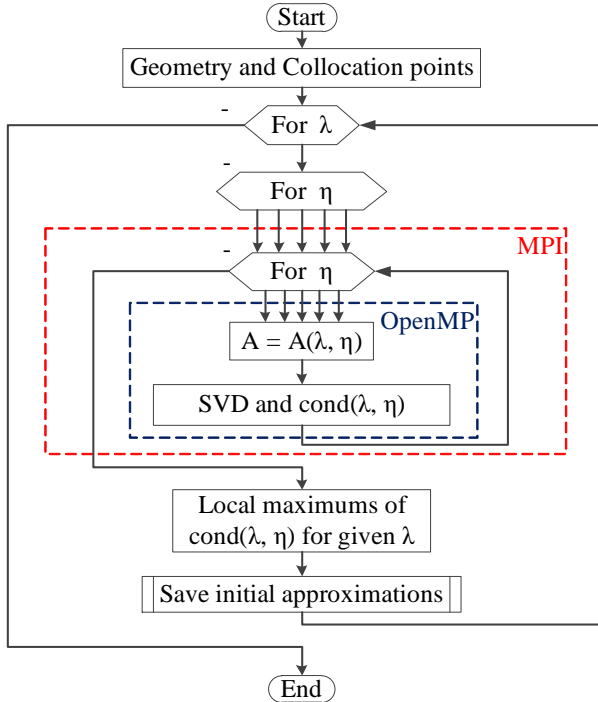 Start
Geometry and Collocation points
-
For λ
-
For η
MPI
-
For η
OpenMP
A = A(λ, η)
SVD and cond(λ, η)
Local maximums of
cond(λ, η) for given λ
Save initial approximations
End